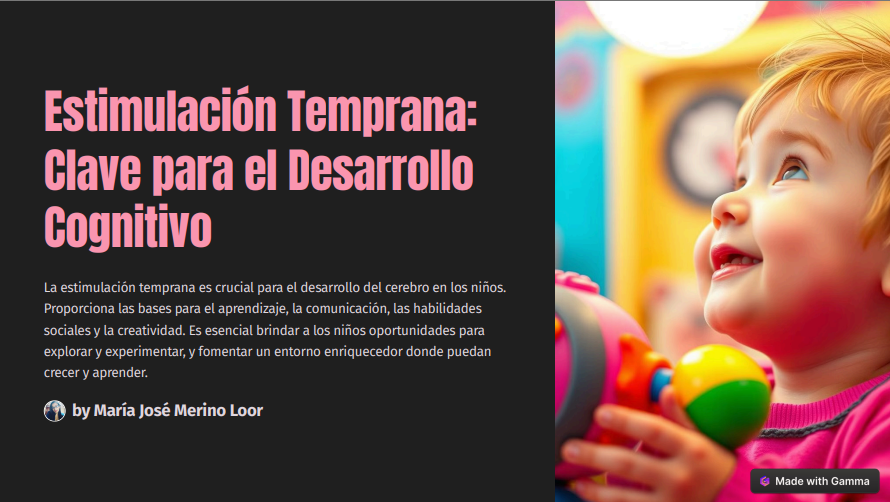 Estimulación Temprana:
Clave para el Desarrollo
Cognitivo
La estimulación temprana es crucial para el desarrollo del cerebro en los niños.
Proporciona las bases para el aprendizaje, la comunicación, las habilidades
sociales y la creatividad. Es esencial brindar a los niños oportunidades para
explorar y experimentar, y fomentar un entorno enriquecedor donde puedan
crecer y aprender.
by María José Merino Loor
Made with Gamma